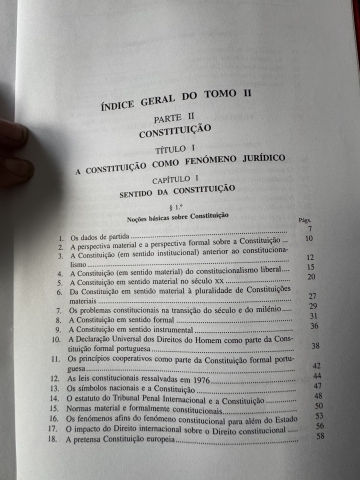 ÍNDICE GERAL DO TOMO II
PARTE II
CONSTITUIÇÃO
TÍTULO I
A CONSTITUIÇÃO COMO FENÓMENO JURÍDICO
CAPÍTULO I
SENTIDO DA CONSTITUIÇÃO
§ 1.º
Noções básicas sobre Constituição
Págs.
1. Os dados de partida 7
2. A perspectiva material e a perspectiva formal sobre a Constituição ... 10
3. A Constituição (em sentido institucional) anterior ao constituciona-
lismo 12
4. A Constituição (em sentido material) do constitucionalismo liberal 15
5. A Constituição em sentido material no século XX 20
6. Da Constituição em sentido material à pluralidade de Constituições
materiais 27
7. Os problemas constitucionais na transição do século e do milénio 29
8. A Constituição em sentido formal 31
9. A Constituição em sentido instrumental 36
10. A Declaração Universal dos Direitos do Homem como parte da Cons-
tituição formal portuguesa 38
11. Os princípios cooperativos como parte da Constituição formal portu-
guesa 42
12. As leis constitucionais ressalvadas em 1976 44
13. Os símbolos nacionais e a Constituição 47
14. O estatuto do Tribunal Penal Internacional e a Constituição 48
15. Normas material e formalmente constitucionais 50
16. Os fenómenos afins do fenómeno constitucional para além do Estado 53
17. O impacto do Direito internacional sobre o Direito constitucional 56
18. A pretensa Constituição europeia 58